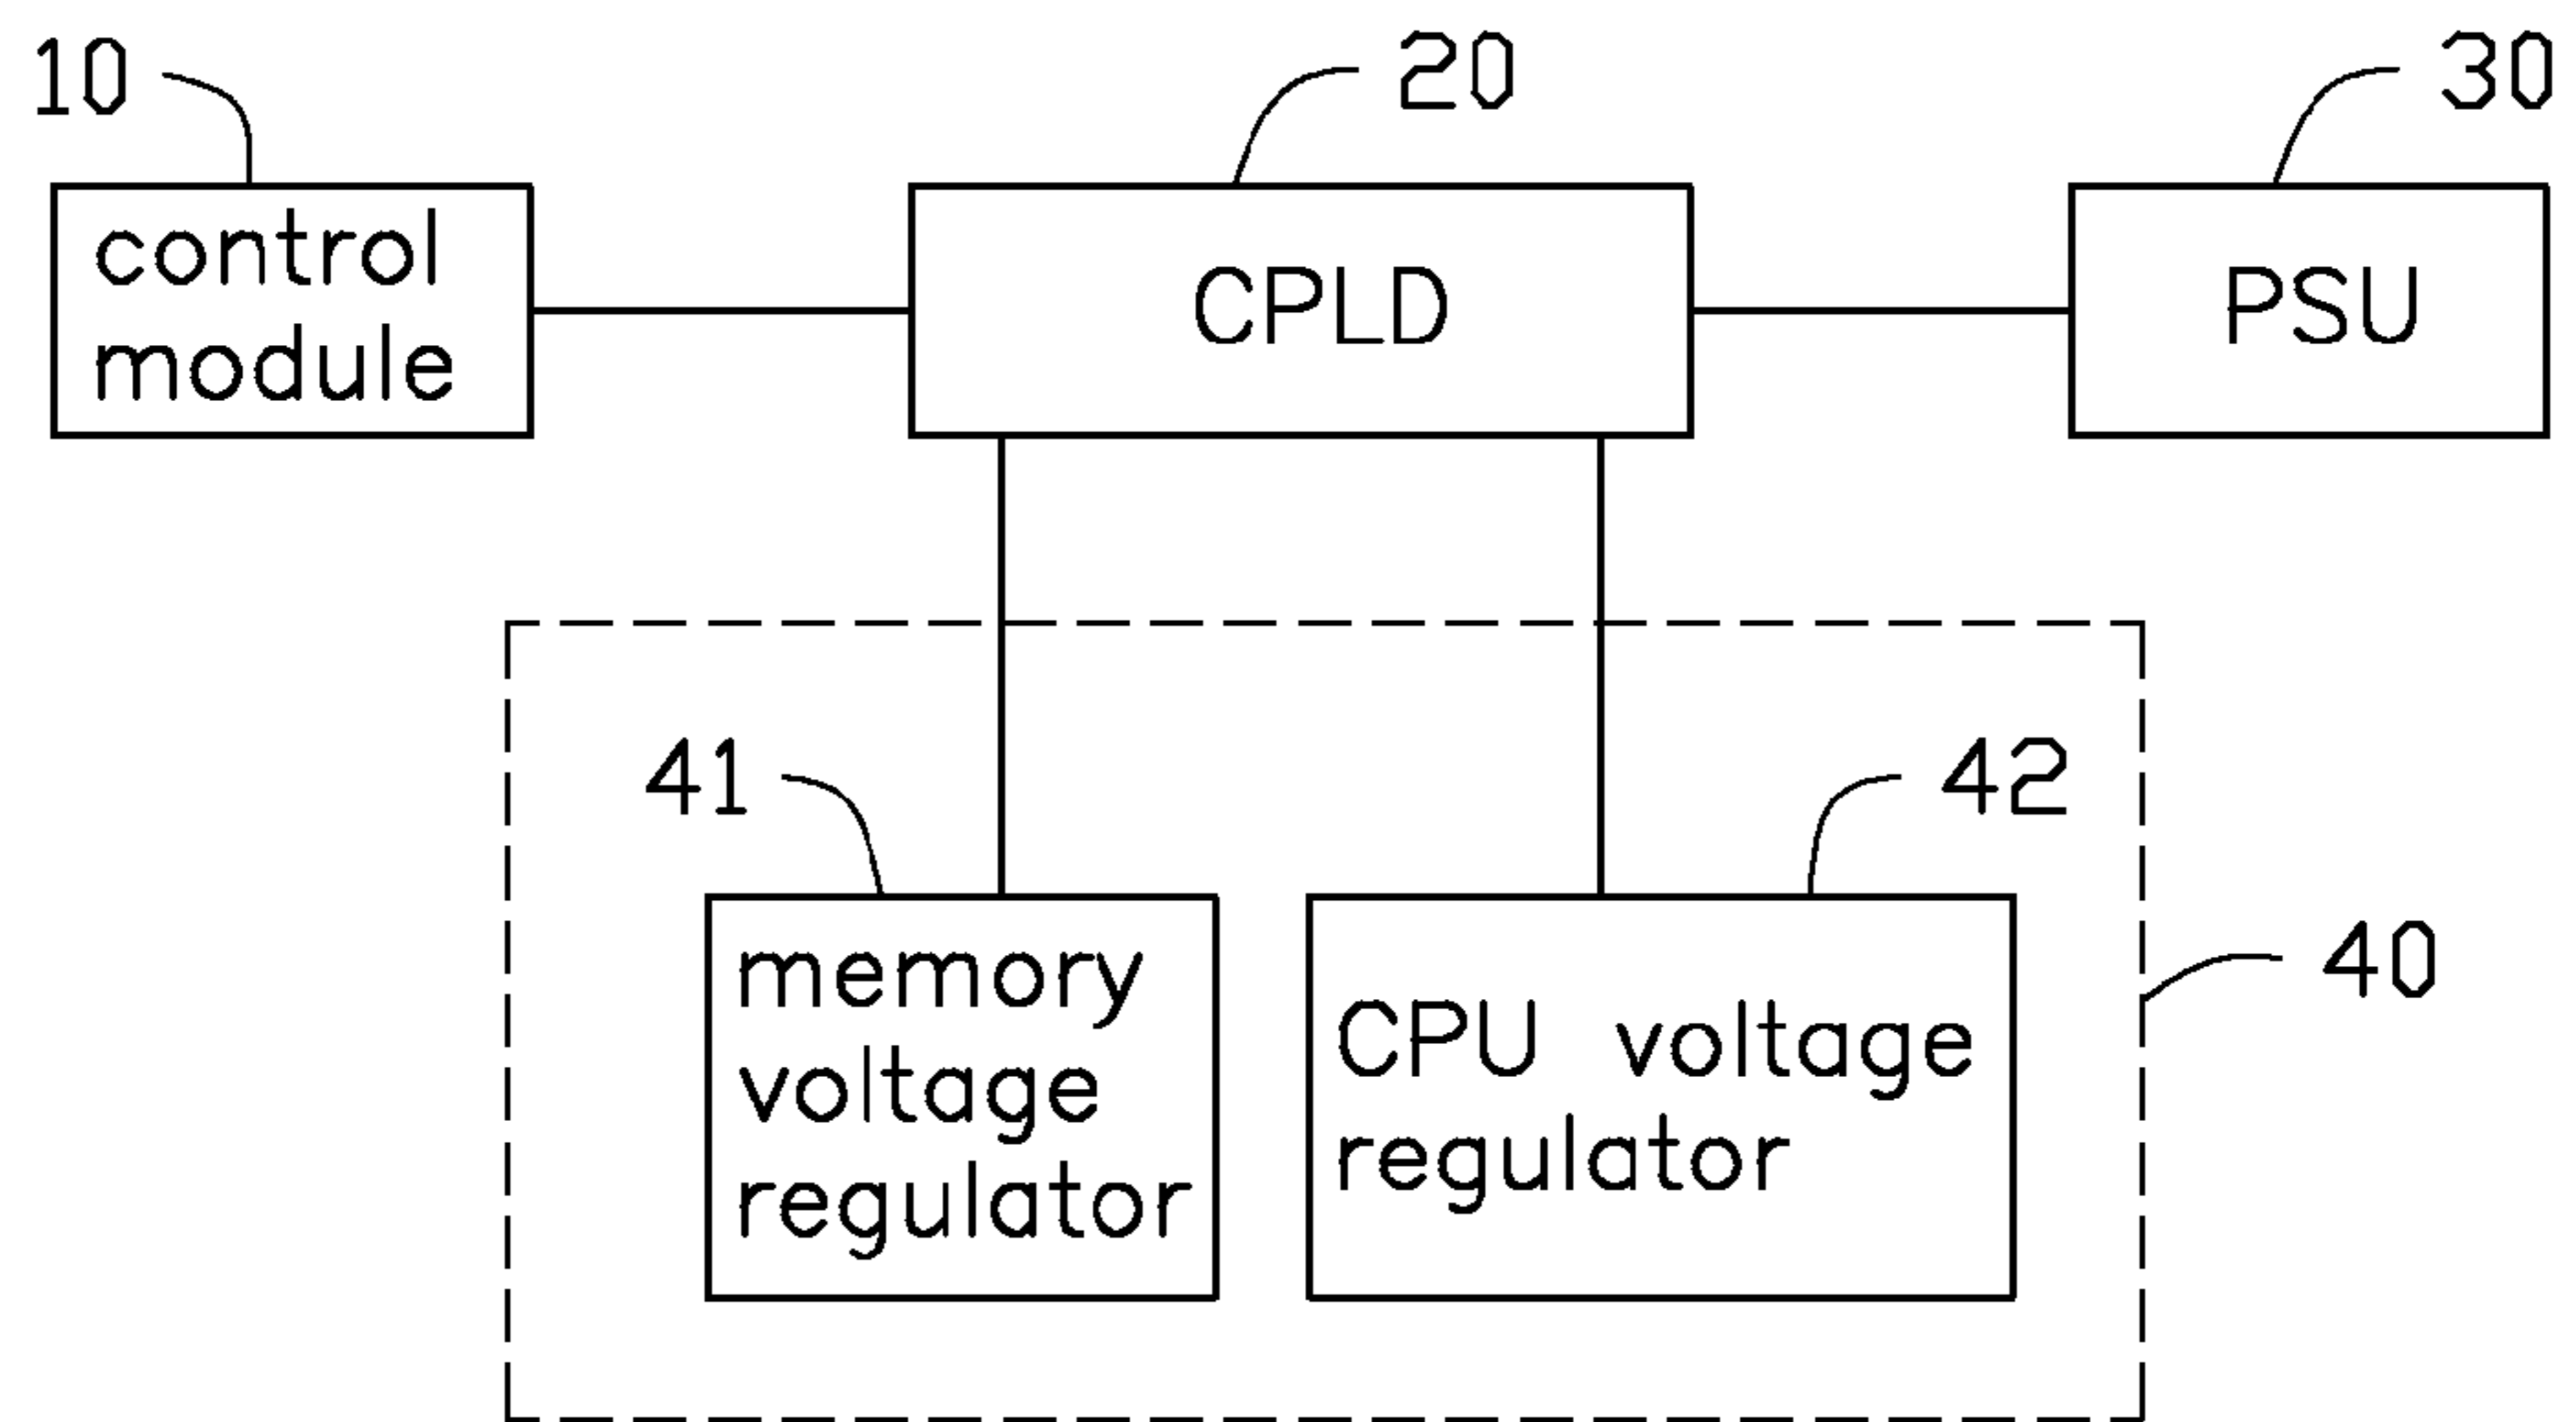 10
20
30
control
module
CPLD
PSU
41
42
40
memory
voltage
regulator
CPU voltage
regulator